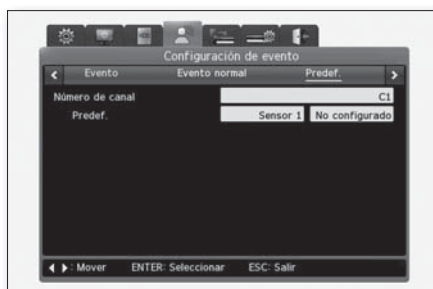 Configuración de evento
Evento Evento normal Predef.
Número de canal C1
Predef. Sensor 1 No configurado
: Mover ENTER: Seleccionar ESC: Salir